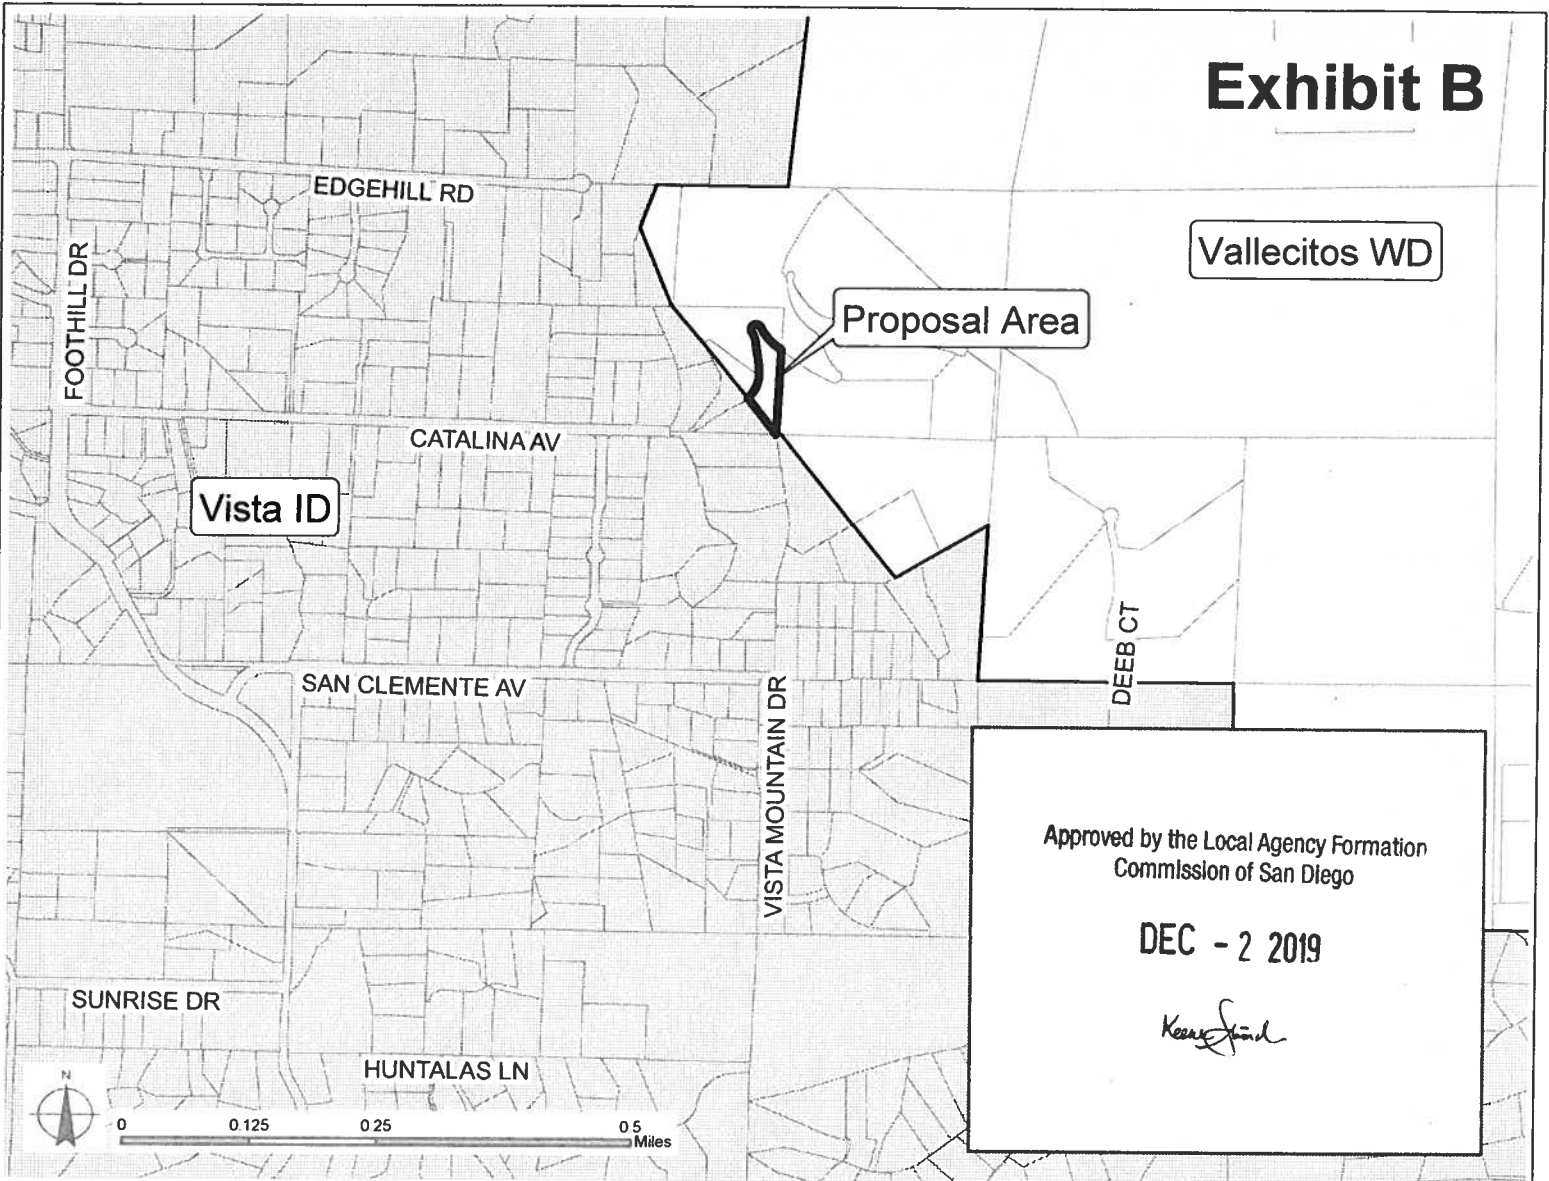 Exhibit B
EDGEHILL RD
Vallecitos WD
FOOTHILL DR
Proposal Area
CATALINA AV
Vista ID
DEEB CT
SAN CLEMENTE AV
VISTA MOUNTAIN DR
Approved by the Local Agency Formation
Commission of San Diego
DEC - 2 2019
SUNRISE DR
HUNTALAS LN
N
0 0.125 0.25 0.5
Miles